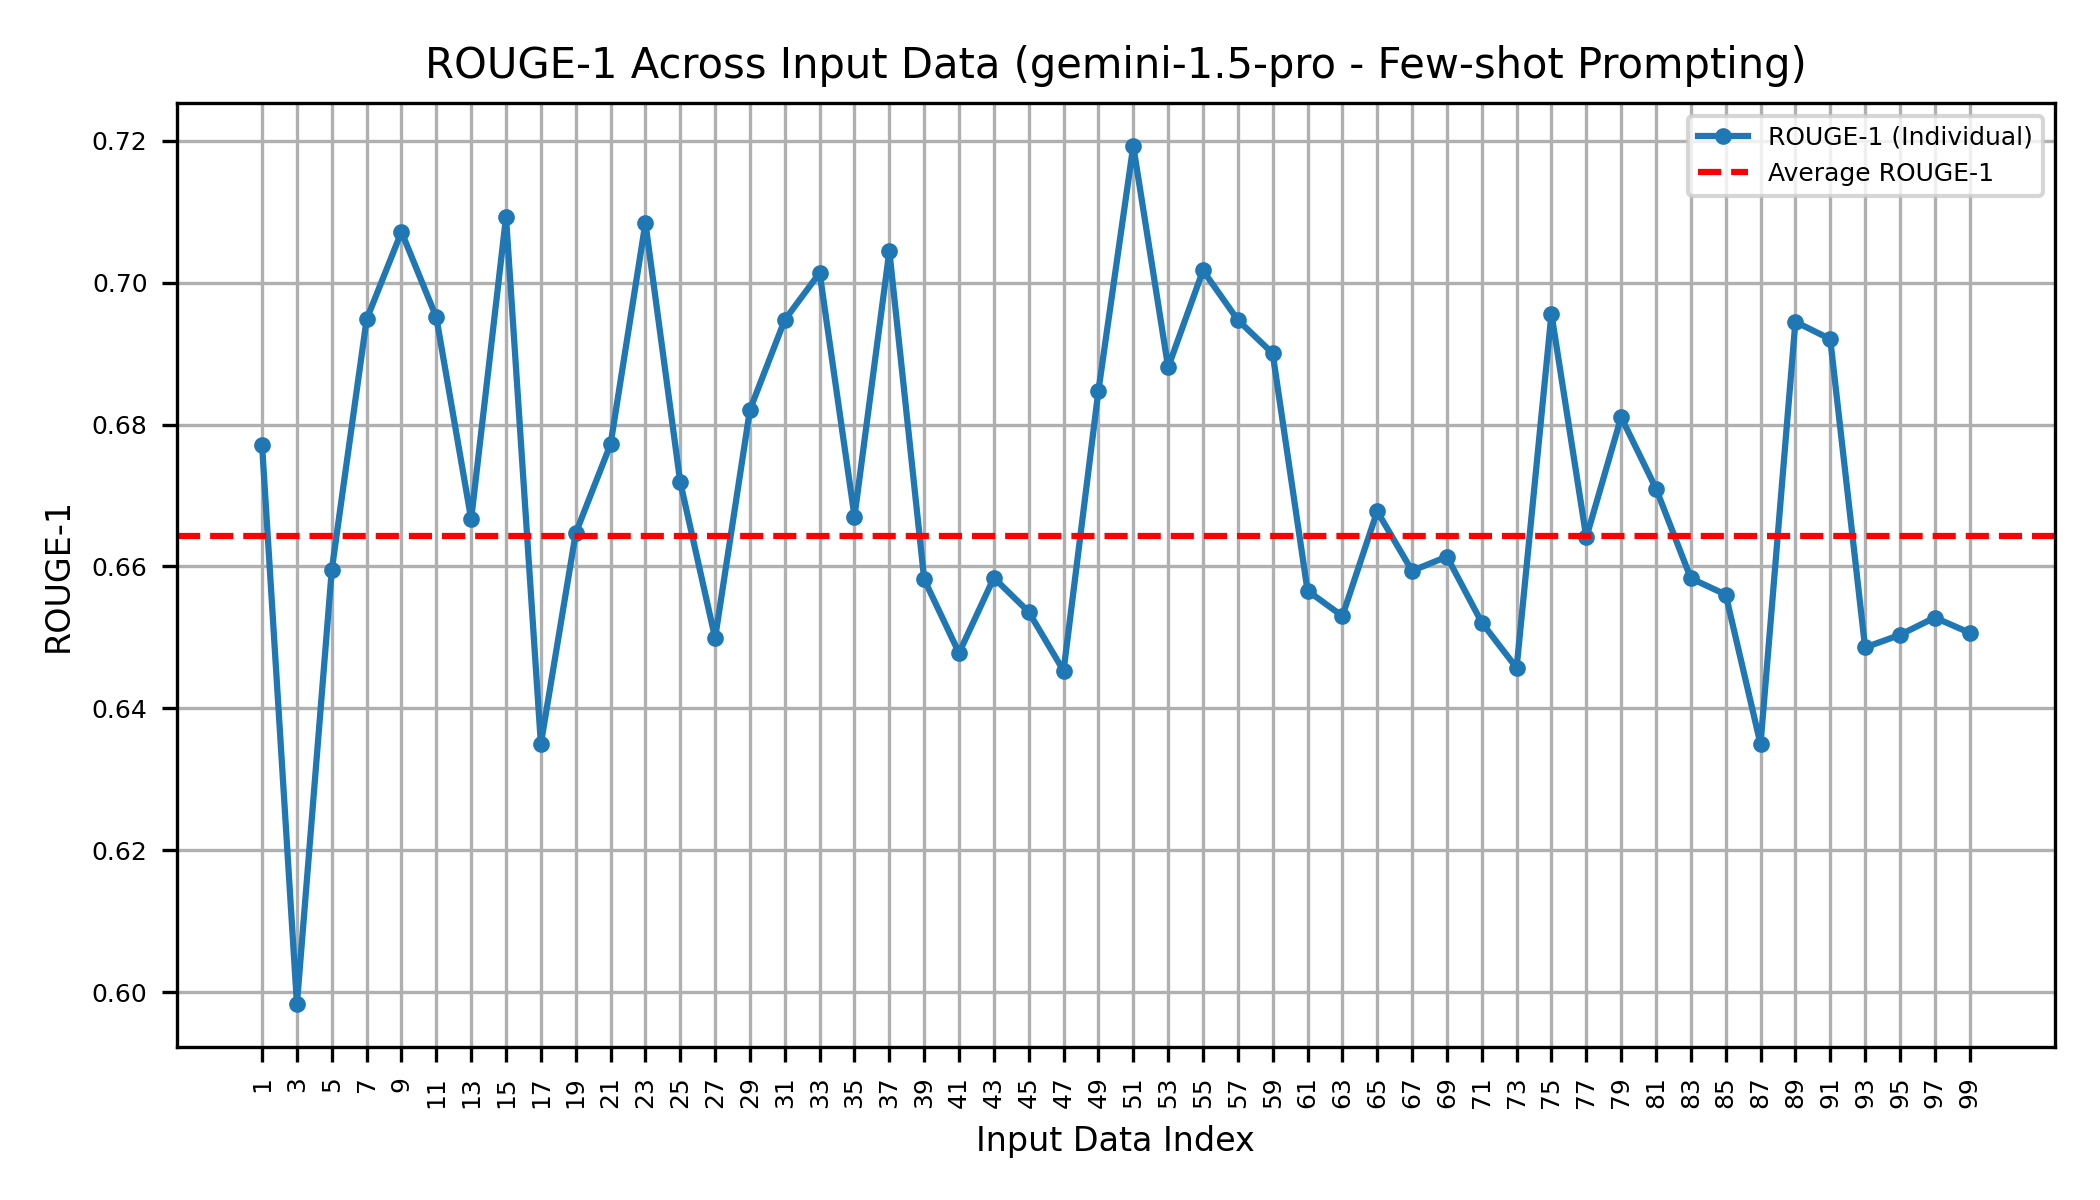 ROUGE-1 Across Input Data (gemini-1.5-pro - Few-shot Prompting)
ROUGE-1 (Individual)
Average ROUGE-1
0.72
0.70
0.68
0.66
0.64
0.62
0.60
ROUGE-1
1 3 5 7 9 11 13 15 17 19 21 23 25 27 29 31 33 35 37 39 41 43 45 47 49 51 53 55 57 59 61 63 65 67 69 71 73 75 77 79 81 83 85 87 89 91 93 95 97 99
Input Data Index